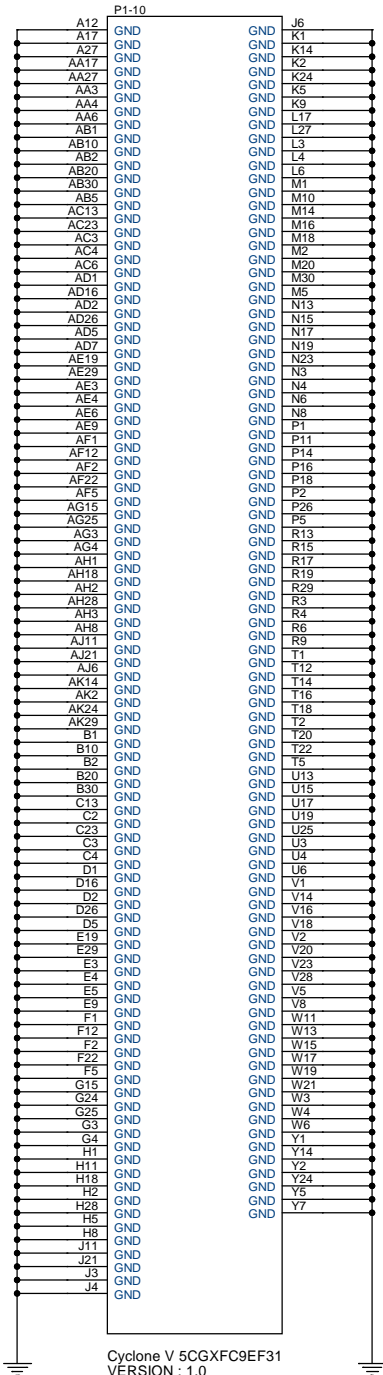 P1-10
A12 GND GND J6
A17 GND GND K1
A27 GND GND K14
AA17 GND GND K2
AA27 GND GND K24
AA3 GND GND K5
AA4 GND GND K9
AA6 GND GND L17
AB1 GND GND L27
AB10 GND GND L3
AB2 GND GND L4
AB20 GND GND L6
AB30 GND GND M1
AB5 GND GND M10
AC13 GND GND M14
AC23 GND GND M16
AC3 GND GND M18
AC4 GND GND M2
AC6 GND GND M20
AD1 GND GND M30
AD16 GND GND M5
AD2 GND GND N13
AD26 GND GND N15
AD5 GND GND N17
AD7 GND GND N19
AE19 GND GND N23
AE29 GND GND N3
AE3 GND GND N4
AE4 GND GND N6
AE6 GND GND N8
AE9 GND GND P1
AF1 GND GND P11
AF12 GND GND P14
AF2 GND GND P16
AF22 GND GND P18
AF5 GND GND P2
AG15 GND GND P26
AG25 GND GND P5
AG3 GND GND R13
AG4 GND GND R15
AH1 GND GND R17
AH18 GND GND R19
AH2 GND GND R29
AH28 GND GND R3
AH3 GND GND R4
AH8 GND GND R6
AJ11 GND GND R9
AJ21 GND GND T1
AJ6 GND GND T12
AK14 GND GND T14
AK2 GND GND T16
AK24 GND GND T18
AK29 GND GND T2
B1 GND GND T20
B10 GND GND T22
B2 GND GND T5
B20 GND GND U13
B30 GND GND U15
C13 GND GND U17
C2 GND GND U19
C23 GND GND U25
C3 GND GND U3
C4 GND GND U4
D1 GND GND U6
D16 GND GND V1
D2 GND GND V14
D26 GND GND V16
D5 GND GND V18
E19 GND GND V2
E29 GND GND V20
E3 GND GND V23
E4 GND GND V28
E5 GND GND V5
E9 GND GND V8
F1 GND GND W11
F12 GND GND W13
F2 GND GND W15
F22 GND GND W17
F5 GND GND W19
G15 GND GND W21
G24 GND GND W3
G25 GND GND W4
G3 GND GND W6
G4 GND GND Y1
H1 GND GND Y14
H11 GND GND Y2
H18 GND GND Y24
H2 GND GND Y5
H28 GND GND Y7
H5 GND
H8 GND
J11 GND
J21 GND
J3 GND
J4 GND
Cyclone V 5CGXFC9EF31
VERSION : 1.0